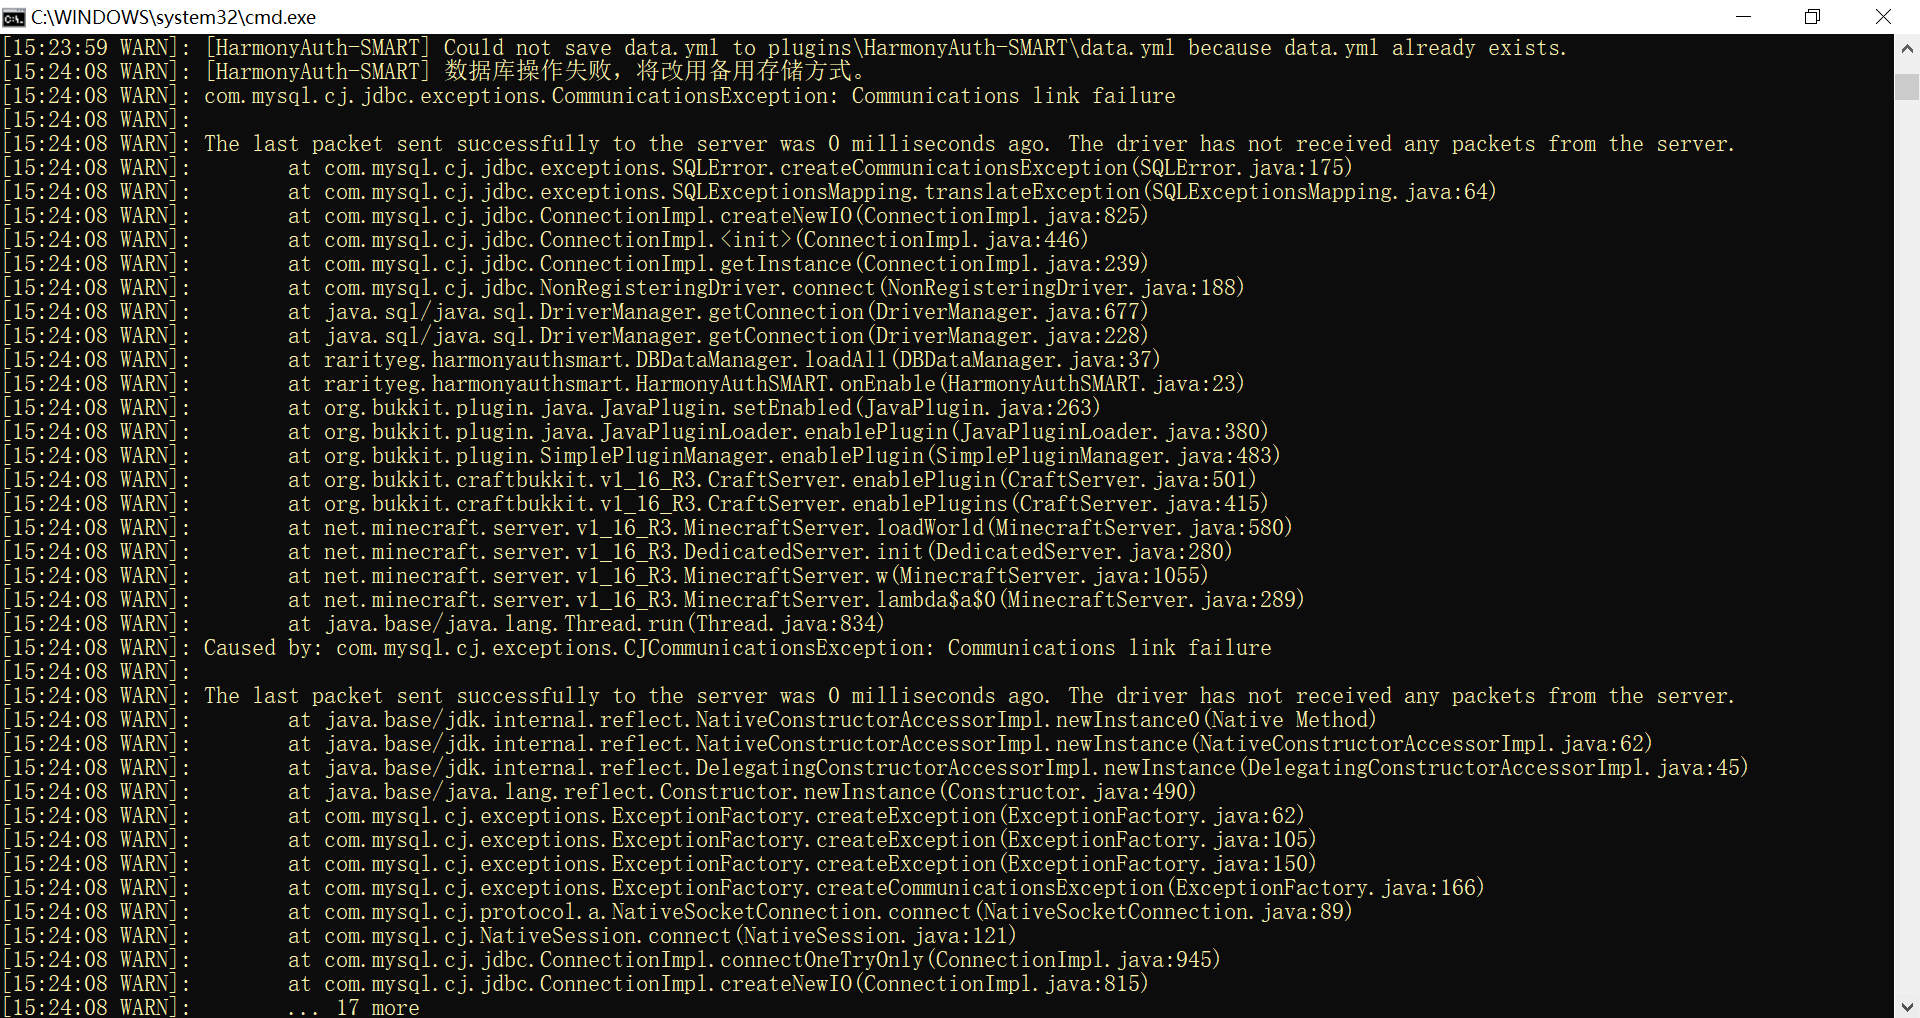 C:\WINDOWS\system32\cmd.exe
[15:23:59 WARN]: [HarmonyAuth-SMART] Could not save data.yml to plugins\HarmonyAuth-SMART\data.yml because data.yml already exists.
[15:24:08 WARN]: [HarmonyAuth-SMART] 数据库操作失败，将改用备用存储方式。
[15:24:08 WARN]: com.mysql.cj.jdbc.exceptions.CommunicationsException: Communications link failure
[15:24:08 WARN]:
[15:24:08 WARN]: The last packet sent successfully to the server was 0 milliseconds ago. The driver has not received any packets from the server.
[15:24:08 WARN]:        at com.mysql.cj.jdbc.exceptions.SQLError.createCommunicationsException(SQLError.java:175)
[15:24:08 WARN]:        at com.mysql.cj.jdbc.exceptions.SQLExceptionsMapping.translateException(SQLExceptionsMapping.java:64)
[15:24:08 WARN]:        at com.mysql.cj.jdbc.ConnectionImpl.createNewIO(ConnectionImpl.java:825)
[15:24:08 WARN]:        at com.mysql.cj.jdbc.ConnectionImpl.<init>(ConnectionImpl.java:446)
[15:24:08 WARN]:        at com.mysql.cj.jdbc.ConnectionImpl.getInstance(ConnectionImpl.java:239)
[15:24:08 WARN]:        at com.mysql.cj.jdbc.NonRegisteringDriver.connect(NonRegisteringDriver.java:188)
[15:24:08 WARN]:        at java.sql/java.sql.DriverManager.getConnection(DriverManager.java:677)
[15:24:08 WARN]:        at java.sql/java.sql.DriverManager.getConnection(DriverManager.java:228)
[15:24:08 WARN]:        at rarityeg.harmonyauthsmart.DBDataManager.loadAll(DBDataManager.java:37)
[15:24:08 WARN]:        at rarityeg.harmonyauthsmart.HarmonyAuthSMART.onEnable(HarmonyAuthSMART.java:23)
[15:24:08 WARN]:        at org.bukkit.plugin.java.JavaPlugin.setEnabled(JavaPlugin.java:263)
[15:24:08 WARN]:        at org.bukkit.plugin.java.JavaPluginLoader.enablePlugin(JavaPluginLoader.java:380)
[15:24:08 WARN]:        at org.bukkit.plugin.SimplePluginManager.enablePlugin(SimplePluginManager.java:483)
[15:24:08 WARN]:        at org.bukkit.craftbukkit.v1_16_R3.CraftServer.enablePlugin(CraftServer.java:501)
[15:24:08 WARN]:        at org.bukkit.craftbukkit.v1_16_R3.CraftServer.enablePlugins(CraftServer.java:415)
[15:24:08 WARN]:        at net.minecraft.server.v1_16_R3.MinecraftServer.loadWorld(MinecraftServer.java:580)
[15:24:08 WARN]:        at net.minecraft.server.v1_16_R3.DedicatedServer.init(DedicatedServer.java:280)
[15:24:08 WARN]:        at net.minecraft.server.v1_16_R3.MinecraftServer.w(MinecraftServer.java:1055)
[15:24:08 WARN]:        at net.minecraft.server.v1_16_R3.MinecraftServer.lambda$a$0(MinecraftServer.java:289)
[15:24:08 WARN]:        at java.base/java.lang.Thread.run(Thread.java:834)
[15:24:08 WARN]: Caused by: com.mysql.cj.exceptions.CJCommunicationsException: Communications link failure
[15:24:08 WARN]:
[15:24:08 WARN]: The last packet sent successfully to the server was 0 milliseconds ago. The driver has not received any packets from the server.
[15:24:08 WARN]:        at java.base/jdk.internal.reflect.NativeConstructorAccessorImpl.newInstance0(Native Method)
[15:24:08 WARN]:        at java.base/jdk.internal.reflect.NativeConstructorAccessorImpl.newInstance(NativeConstructorAccessorImpl.java:62)
[15:24:08 WARN]:        at java.base/jdk.internal.reflect.DelegatingConstructorAccessorImpl.newInstance(DelegatingConstructorAccessorImpl.java:45)
[15:24:08 WARN]:        at java.base/java.lang.reflect.Constructor.newInstance(Constructor.java:490)
[15:24:08 WARN]:        at com.mysql.cj.exceptions.ExceptionFactory.createException(ExceptionFactory.java:62)
[15:24:08 WARN]:        at com.mysql.cj.exceptions.ExceptionFactory.createException(ExceptionFactory.java:105)
[15:24:08 WARN]:        at com.mysql.cj.exceptions.ExceptionFactory.createException(ExceptionFactory.java:150)
[15:24:08 WARN]:        at com.mysql.cj.exceptions.ExceptionFactory.createCommunicationsException(ExceptionFactory.java:166)
[15:24:08 WARN]:        at com.mysql.cj.protocol.a.NativeSocketConnection.connect(NativeSocketConnection.java:89)
[15:24:08 WARN]:        at com.mysql.cj.NativeSession.connect(NativeSession.java:121)
[15:24:08 WARN]:        at com.mysql.cj.jdbc.ConnectionImpl.connectOneTryOnly(ConnectionImpl.java:945)
[15:24:08 WARN]:        at com.mysql.cj.jdbc.ConnectionImpl.createNewIO(ConnectionImpl.java:815)
[15:24:08 WARN]:        ... 17 more